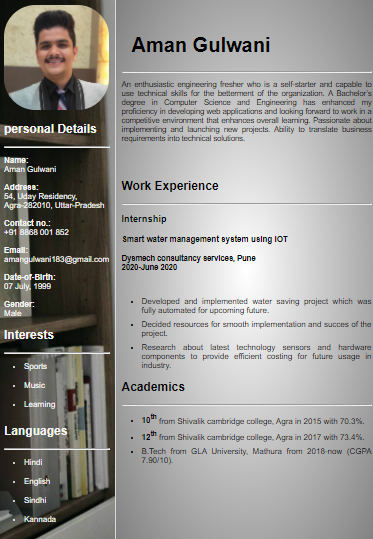 Aman Gulwani
An enthusiastic engineering fresher who is a self-starter and capable to
use technical skills for the betterment of the organization. A Bachelor's
degree in Computer Science and Engineering has enhanced my
proficiency in developing web applications and looking forward to work in a
competitive environment that enhances overall learning. Passionate about
implementing and launching new projects. Ability to translate business
requirements into technical solutions.
personal Details
Name:
Aman Gulwani
Address:
54, Uday Residency,
Agra-282010, Uttar-Pradesh
Contact no.:
+91 8868 001 852
Email:
amangulwani183@gmail.com
Date-of-Birth:
07 July, 1999
Gender:
Male
Interests
• Sports
• Music
• Learning
Languages
• Hindi
• English
• Sindhi
• Kannada
Work Experience
Internship
Smart water management system using IOT
Dysmech consultancy services, Pune
2020-June 2020
• Developed and implemented water saving project which was
fully automated for upcoming future.
• Decided resources for smooth implementation and succes of the
project.
• Research about latest technology sensors and hardware
components to provide efficient costing for future usage in
industry.
Academics
• 10th from Shivalik cambridge college, Agra in 2015 with 70.3%.
• 12th from Shivalik cambridge college, Agra in 2017 with 73.4%.
• B.Tech from GLA University, Mathura from 2018-now (CGPA
7.90/10).